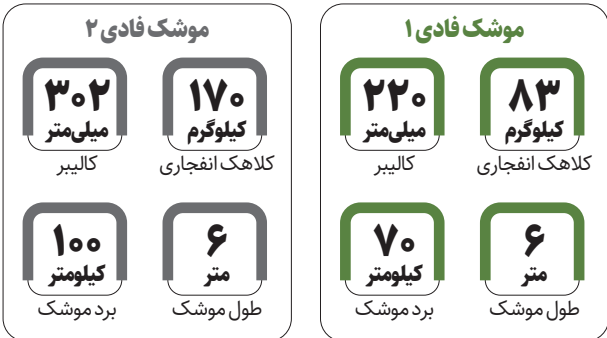 موشک فادی ۱
۸۳
کیلوگرم
کلاهک انفجاری
۲۲۰
میلی‌متر
کالیبر
۶
متر
طول موشک
۷۰
کیلومتر
برد موشک
موشک فادی ۲
۱۷۰
کیلوگرم
کلاهک انفجاری
۳۰۲
میلی‌متر
کالیبر
۶
متر
طول موشک
۱۰۰
کیلومتر
برد موشک